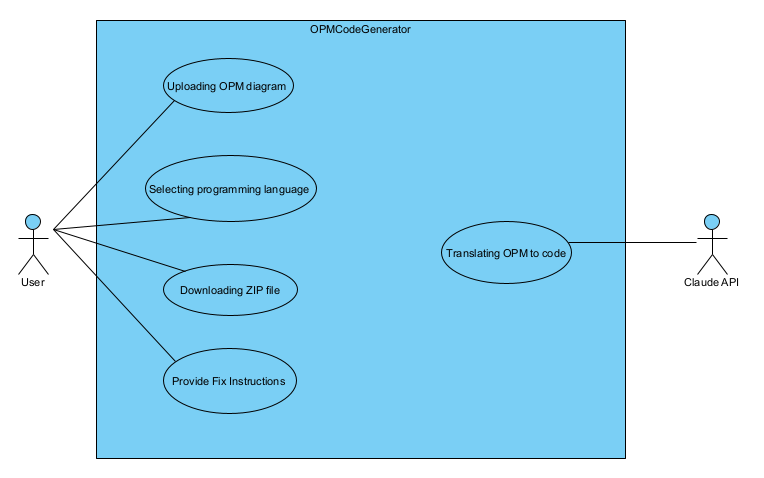 OPMCodeGenerator
Uploading OPM diagram
Selecting programming language
Translating OPM to code
Downloading ZIP file
Provide Fix Instructions
User
Claude API